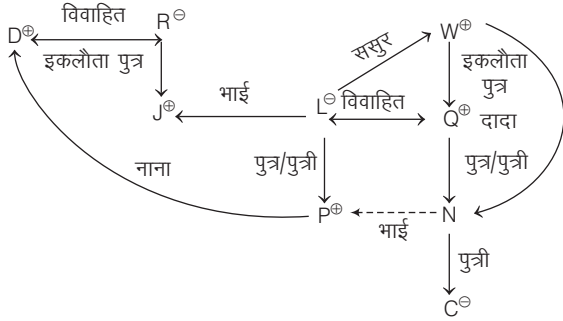 विवाहित
D⊕ R⊖ W⊕
इकलौता पुत्र ससुर इकलौता पुत्र
J⊕ भाई L⊖ विवाहित Q⊕ दादा
नाना पुत्र/पुत्री पुत्र/पुत्री
P⊕ भाई N
पुत्री
C⊖